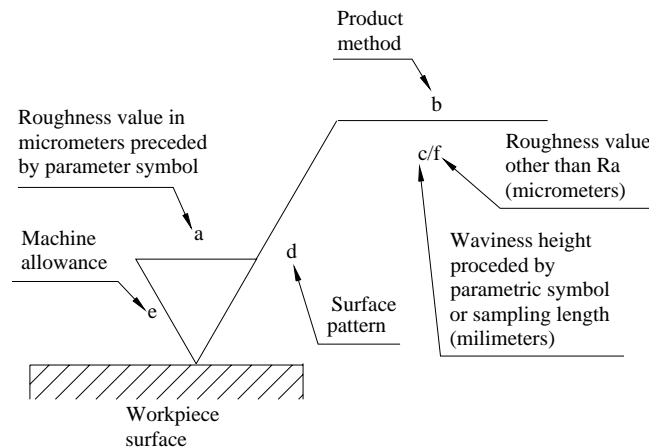 Product
method
b
Roughness value in
micrometers preceded
by parameter symbol
a
c/f
Roughness value
other than Ra
(micrometers)
Machine
allowance
e
d
Surface
pattern
Waviness height
proceded by
parametric symbol
or sampling length
(milimeters)
Workpiece
surface